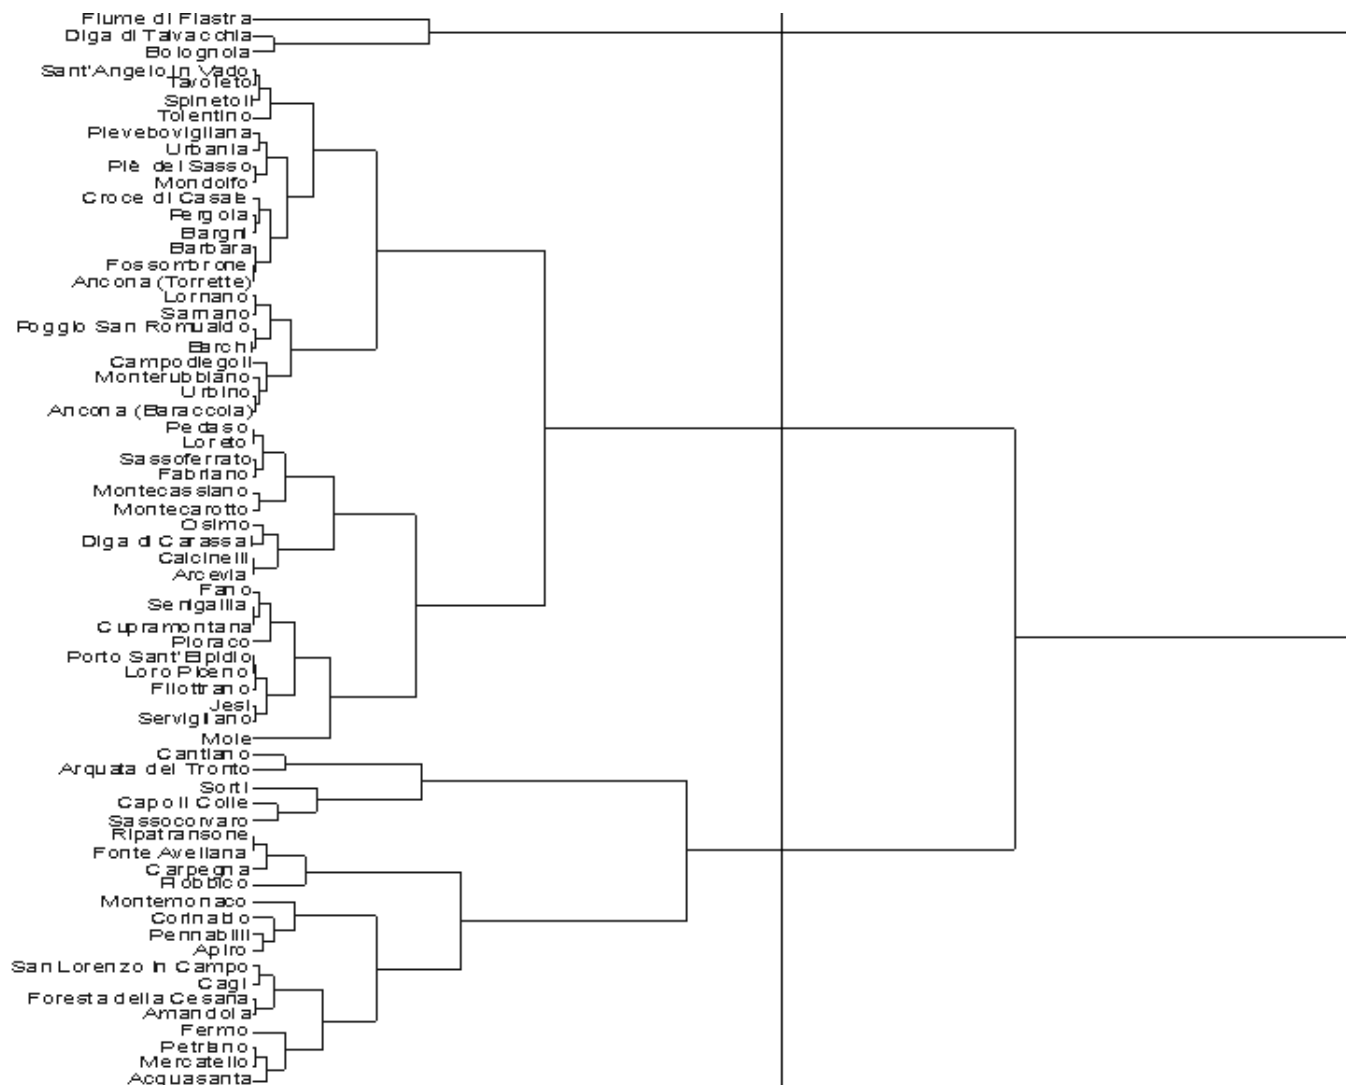 Fiume di Fiastra
Diga di Talvacchia
Bolognola
Sant'Angelo in Vado
Tavoleto
Spinetoli
Tolentino
Pievebovigliana
Urbania
Piè del Sasso
Mondolfo
Croce di Casale
Pergola
Bargni
Barbara
Fossombrone
Ancona (Torrette)
Lornano
Sarnano
Poggio San Romualdo
Barchi
Campodiegoli
Monterubbiano
Urbino
Ancona (Baraccola)
Pedaso
Loreto
Sassoferrato
Fabriano
Montecassiano
Montecarotto
Osimo
Diga di Carassai
Calcinelli
Arcevia
Fano
Senigallia
Cupramontana
Pioraco
Porto Sant'Elpidio
Loro Piceno
Filottrano
Jesi
Servigliano
Mole
Cantiano
Arquata del Tronto
Sorti
Capo il Colle
Sassocorvaro
Ripatransone
Fonte Avellana
Carpegna
Piobbico
Montemonaco
Corinaldo
Pennabilli
Apiro
San Lorenzo in Campo
Cagli
Foresta della Cesana
Amandola
Fermo
Petriano
Mercatello
Acquasanta